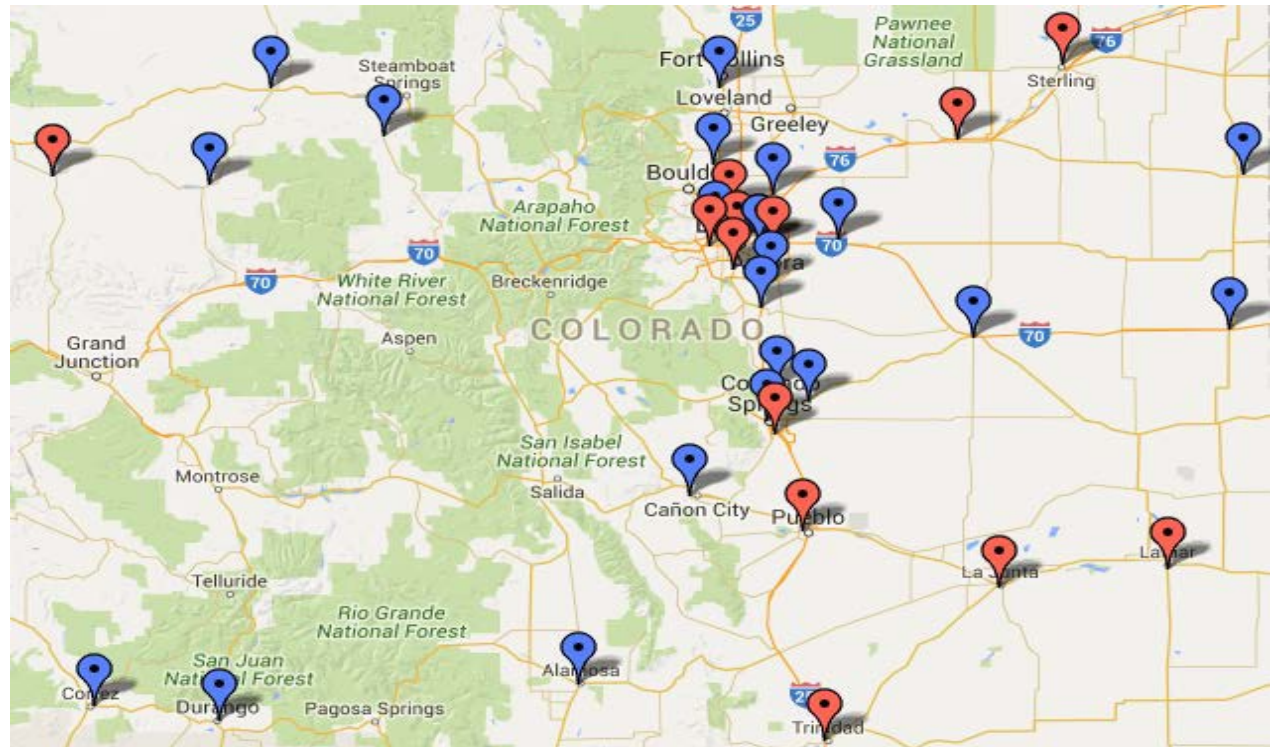 25
Pawnee
National
Grassland
76
Sterling
Steamboat
Springs
Fort Collins
Loveland
Greeley
76
Boulder
Arapaho
National Forest
70
70
70
White River
National Forest
Breckenridge
COLORADO
70
Aspen
Grand
Junction
Colorado
Springs
San Isabel
National Forest
Montrose
Salida
Cañon City
Pueblo
La Junta
Lamar
Telluride
Rio Grande
National Forest
San Juan
National Forest
Alamosa
Cortez
Durango
Pagosa Springs
25
Trinidad